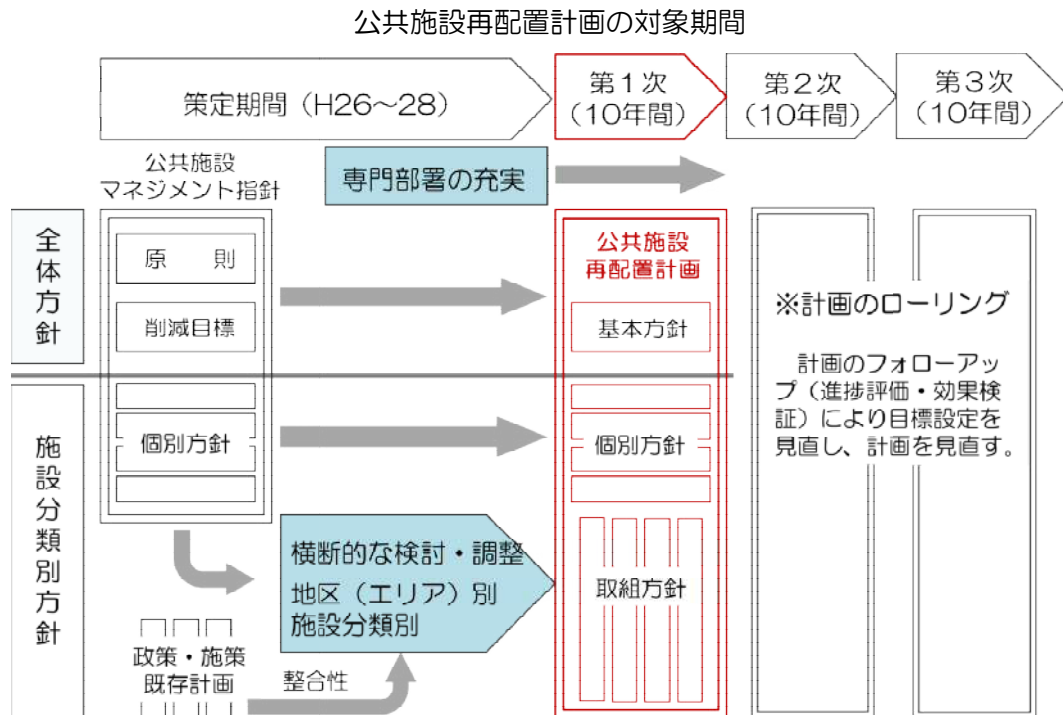 公共施設再配置計画の対象期間
策定期間（H26～28）
第１次
（10年間）
第２次
（10年間）
第３次
（10年間）
公共施設
マネジメント指針
専門部署の充実
全体方針
原　則
削減目標
公共施設
再配置計画
基本方針
※計画のローリング
計画のフォローアッ
プ（進捗評価・効果検
証）により目標設定を
見直し、計画を見直す。
施設分類別方針
個別方針
個別方針
横断的な検討・調整
地区（エリア）別
施設分類別
取組方針
政策・施策
既存計画
整合性